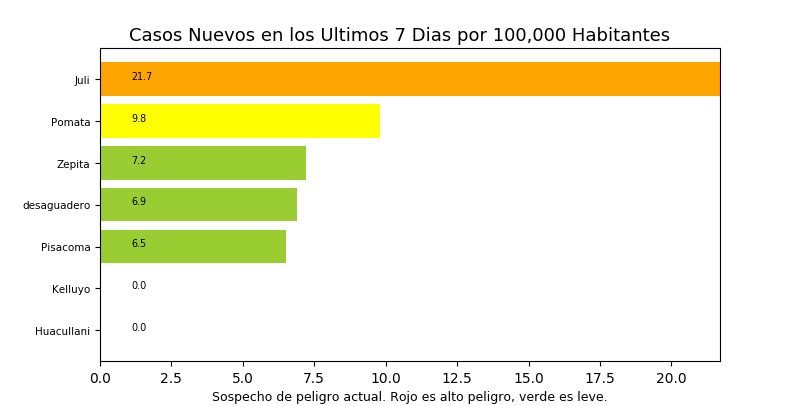 Casos Nuevos en los Ultimos 7 Dias por 100,000 Habitantes
Juli 21.7
Pomata 9.8
Zepita 7.2
desaguadero 6.9
Pisacoma 6.5
Kelluyo 0.0
Huacullani 0.0
0.0 2.5 5.0 7.5 10.0 12.5 15.0 17.5 20.0
Sospecho de peligro actual. Rojo es alto peligro, verde es leve.